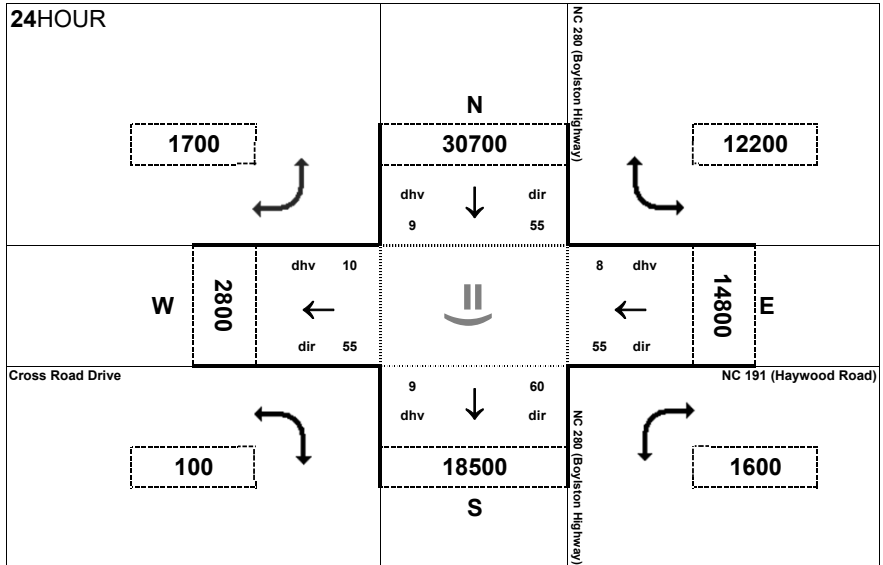 24HOUR
NC 280 (Boylston Highway)
N
1700
30700
12200
dhv
dir
9
55
dhv 10
8 dhv
W
2800
14800
E
dir 55
55 dir
Cross Road Drive
NC 191 (Haywood Road)
9
60
dhv
dir
NC 280 (Boylston Highway)
100
18500
1600
S